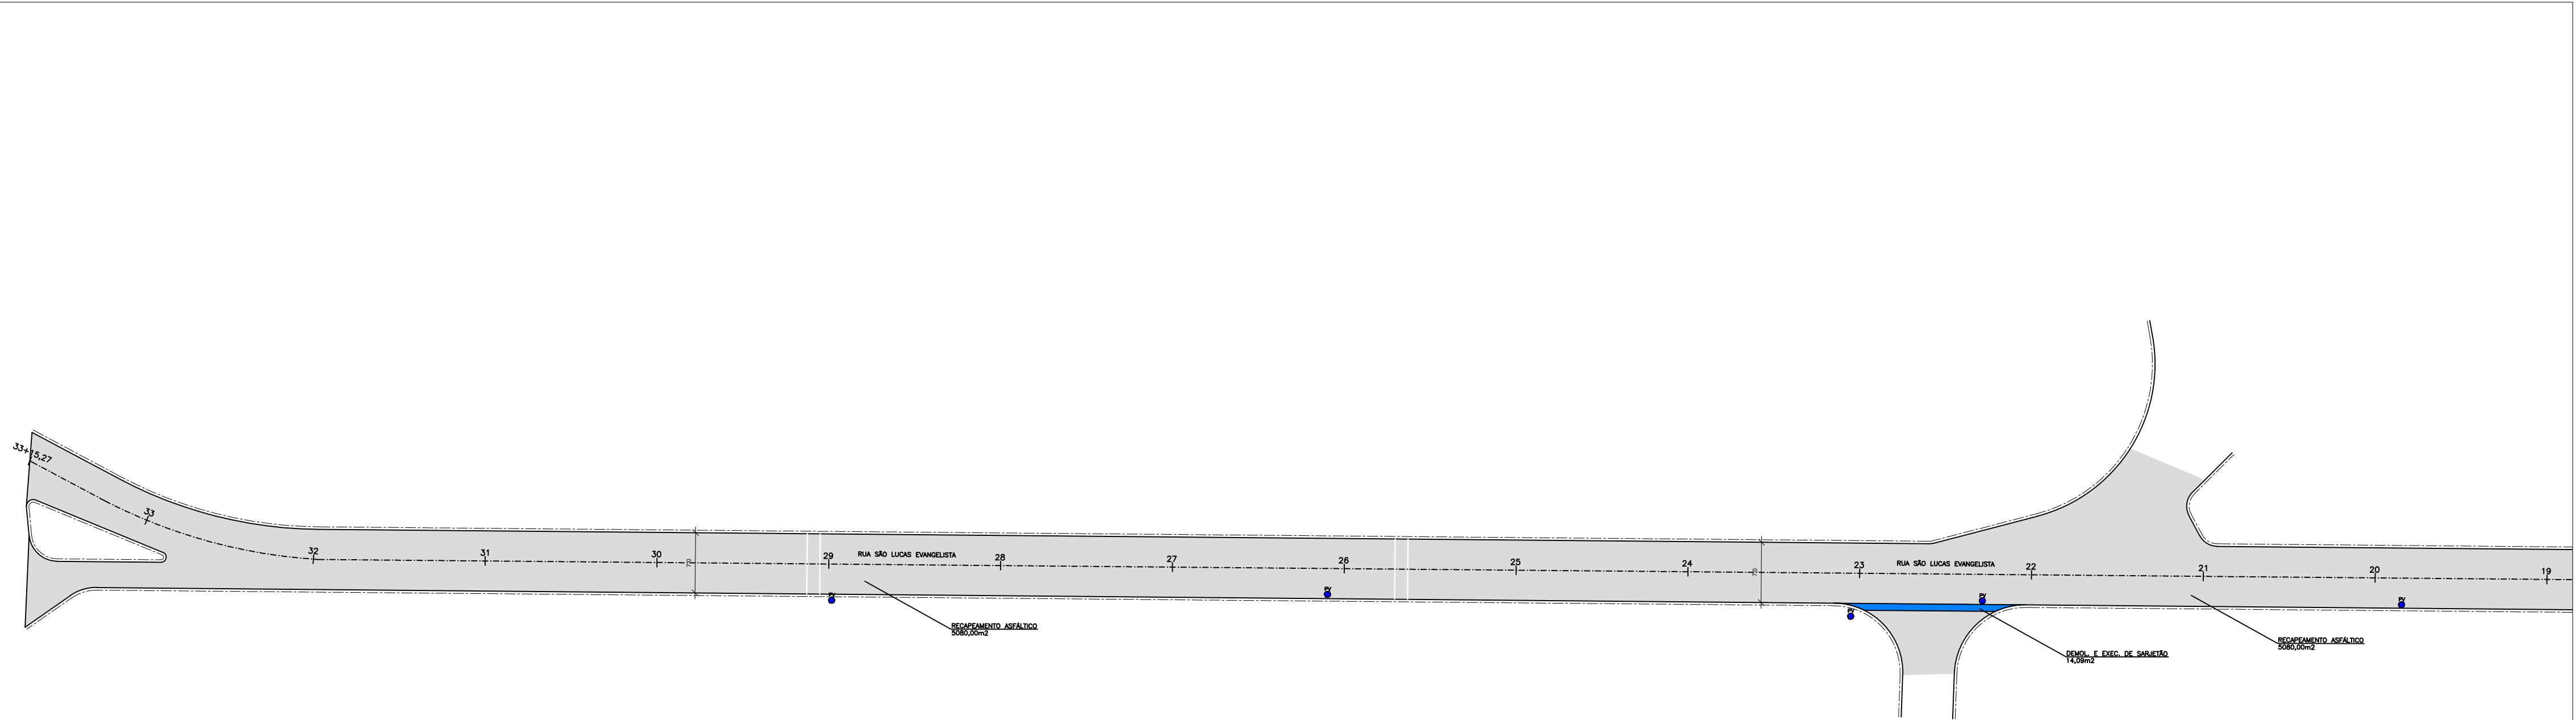 33+15,27
33
32
31
30
29
28
27
26
25
24
23
22
21
20
19
RUA SÃO LUCAS EVANGELISTA
RUA SÃO LUCAS EVANGELISTA
PV
PV
PV
PV
PV
RECAPEAMENTO ASFÁLTICO
5080,00m2
DEMOL. E EXEC. DE SARJETÃO
14,09m2
RECAPEAMENTO ASFÁLTICO
5080,00m2